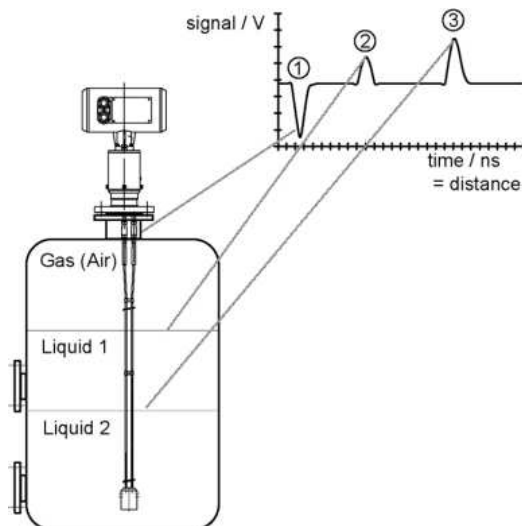 signal / V
①
②
③
time / ns
= distance
Gas (Air)
Liquid 1
Liquid 2